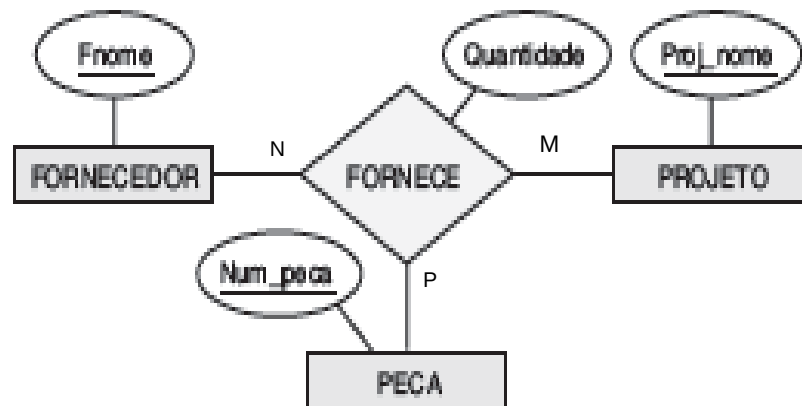 Fnome
Quantidade
Proj_nome
N
M
FORNECEDOR
FORNECE
PROJETO
Num_peca
P
PECA